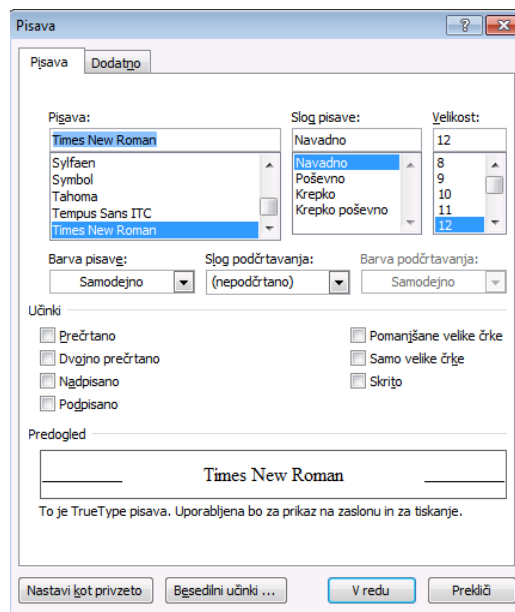 Pisava
Pisava Dodatno
Pisava: Slog pisave: Velikost:
Times New Roman Navadno 12
Sylfaen Navadno 8
Symbol Poševno 9
Tahoma Krepko 10
Tempus Sans ITC Krepko poševno 11
Times New Roman 12
Barva pisave: Slog podčrtavanja: Barva podčrtavanja:
Samodejno (nepodčrtano) Samodejno
Učinki
Prečrtano Pomanjšane velike črke
Dvojno prečrtano Samo velike črke
Nadpisano Skrito
Podpisano
Predogled
Times New Roman
To je TrueType pisava. Uporabljena bo za prikaz na zaslonu in za tiskanje.
Nastavi kot privzeto Besedilni učinki ... V redu Prekliči